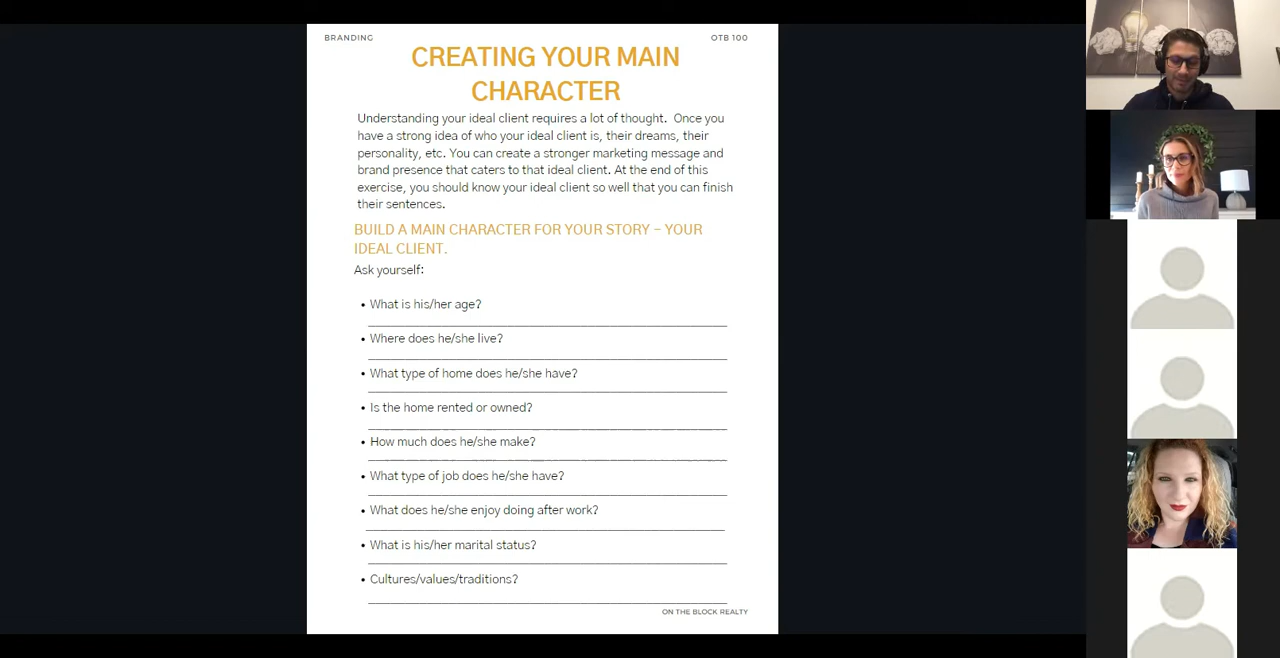 BRANDING
OTB 100
CREATING YOUR MAIN
CHARACTER
Understanding your ideal client requires a lot of thought. Once you
have a strong idea of who your ideal client is, their dreams, their
personality, etc. You can create a stronger marketing message and
brand presence that caters to that ideal client. At the end of this
exercise, you should know your ideal client so well that you can finish
their sentences.
BUILD A MAIN CHARACTER FOR YOUR STORY - YOUR
IDEAL CLIENT.
Ask yourself:
• What is his/her age?
• Where does he/she live?
• What type of home does he/she have?
• Is the home rented or owned?
• How much does he/she make?
• What type of job does he/she have?
• What does he/she enjoy doing after work?
• What is his/her marital status?
• Cultures/values/traditions?
ON THE BLOCK REALTY